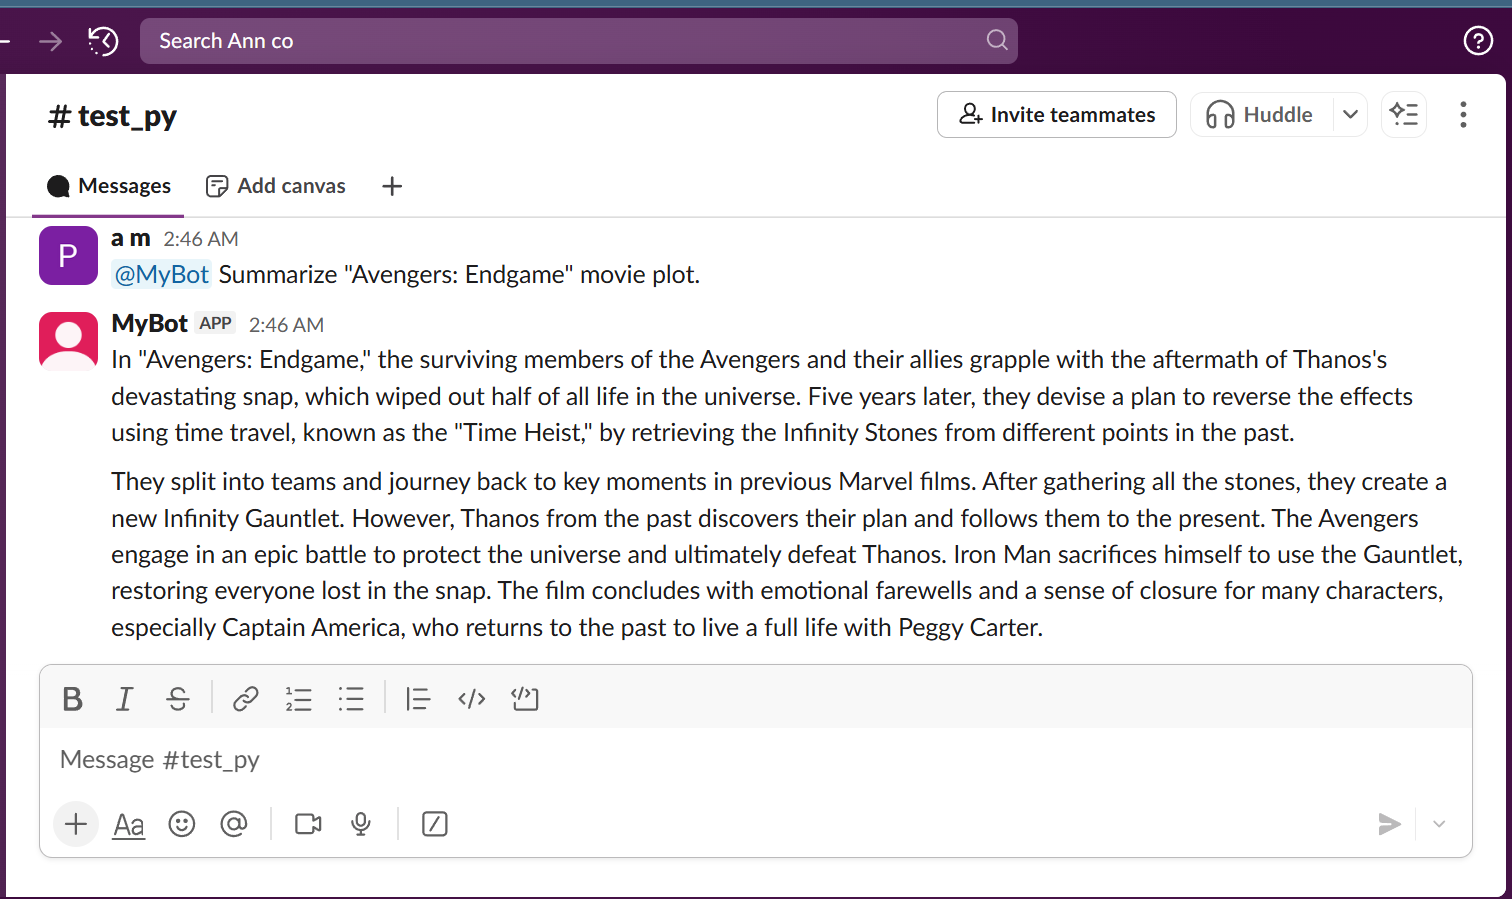 Search Ann co
# test_py
Invite teammates
Huddle
Messages
Add canvas
P
a m 2:46 AM
@MyBot Summarize "Avengers: Endgame" movie plot.
MyBot APP 2:46 AM
In "Avengers: Endgame," the surviving members of the Avengers and their allies grapple with the aftermath of Thanos's
devastating snap, which wiped out half of all life in the universe. Five years later, they devise a plan to reverse the effects
using time travel, known as the "Time Heist," by retrieving the Infinity Stones from different points in the past.
They split into teams and journey back to key moments in previous Marvel films. After gathering all the stones, they create a
new Infinity Gauntlet. However, Thanos from the past discovers their plan and follows them to the present. The Avengers
engage in an epic battle to protect the universe and ultimately defeat Thanos. Iron Man sacrifices himself to use the Gauntlet,
restoring everyone lost in the snap. The film concludes with emotional farewells and a sense of closure for many characters,
especially Captain America, who returns to the past to live a full life with Peggy Carter.
Message #test_py
Aa